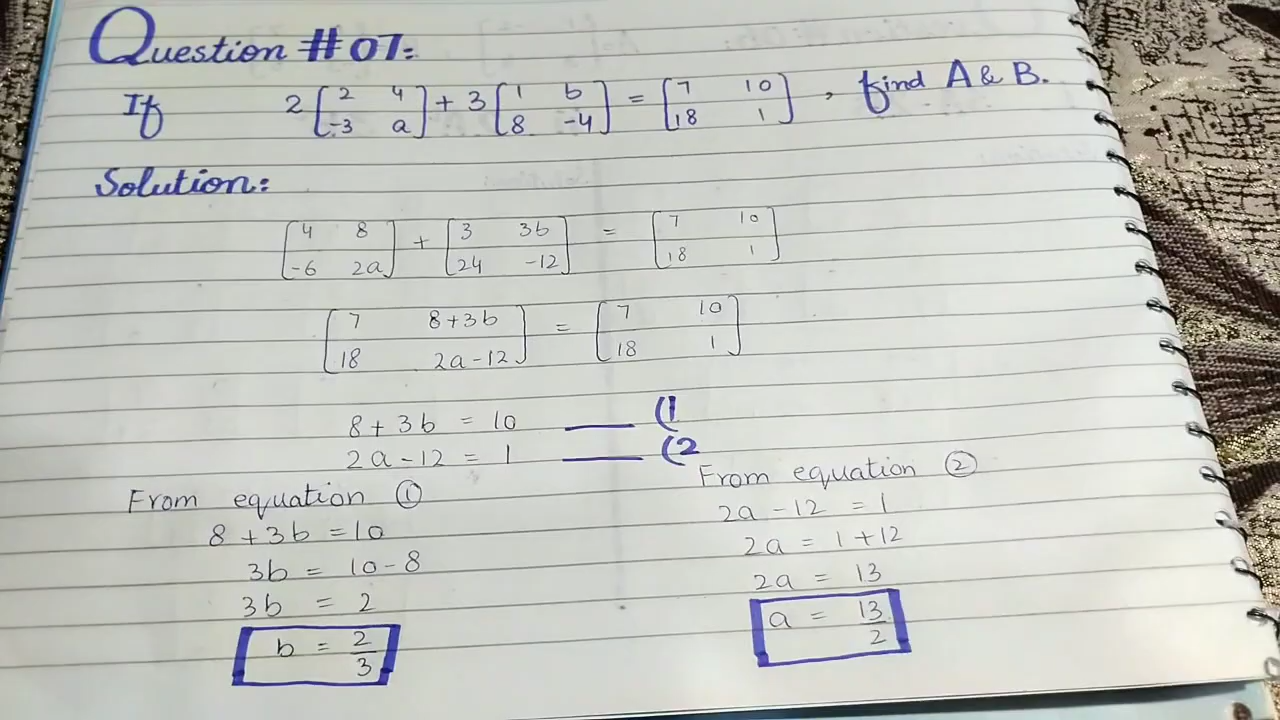 Question #07:
If 2 [2 4 -3 a] + 3 [1 b 8 -4] = [7 10 18 1], find A & B.
Solution:
[4 8 -6 2a] + [3 3b 24 -12] = [7 10 18 1]
[7 8+3b 18 2a-12] = [7 10 18 1]
8+3b = 10 —— (1
2a-12 = 1 —— (2
From equation ①
8+3b = 10
3b = 10-8
3b = 2
b = 2/3
From equation ②
2a-12 = 1
2a = 1+12
2a = 13
a = 13/2